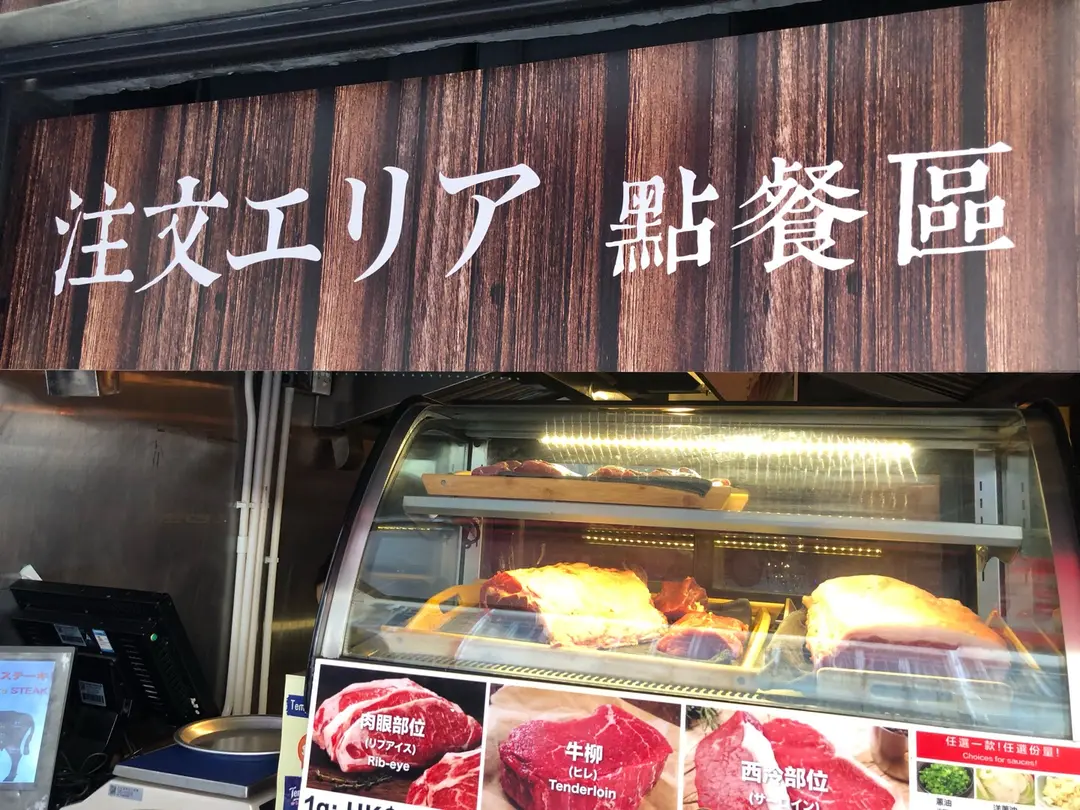 注文エリア 點餐區
肉眼部位
(リブアイス)
Rib-eye
牛柳
(ヒレ)
Tenderloin
西冷部位
任選一款!任選份量!
Choices for sauces!
蔥油
STEAK